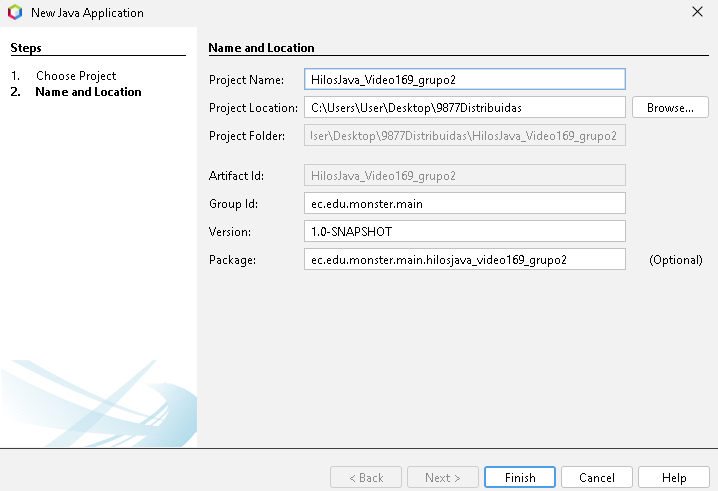 New Java Application
Steps
1. Choose Project
2. Name and Location
Name and Location
Project Name: HilosJava_Video169_grupo2
Project Location: C:\Users\User\Desktop\9877Distribuidas Browse...
Project Folder: Jser\Desktop\9877Distribuidas\HilosJava_Video169_grupo2
Artifact Id: HilosJava_Video169_grupo2
Group Id: ec.edu.monster.main
Version: 1.0-SNAPSHOT
Package: ec.edu.monster.main.hilosjava_video169_grupo2 (Optional)
< Back Next > Finish Cancel Help